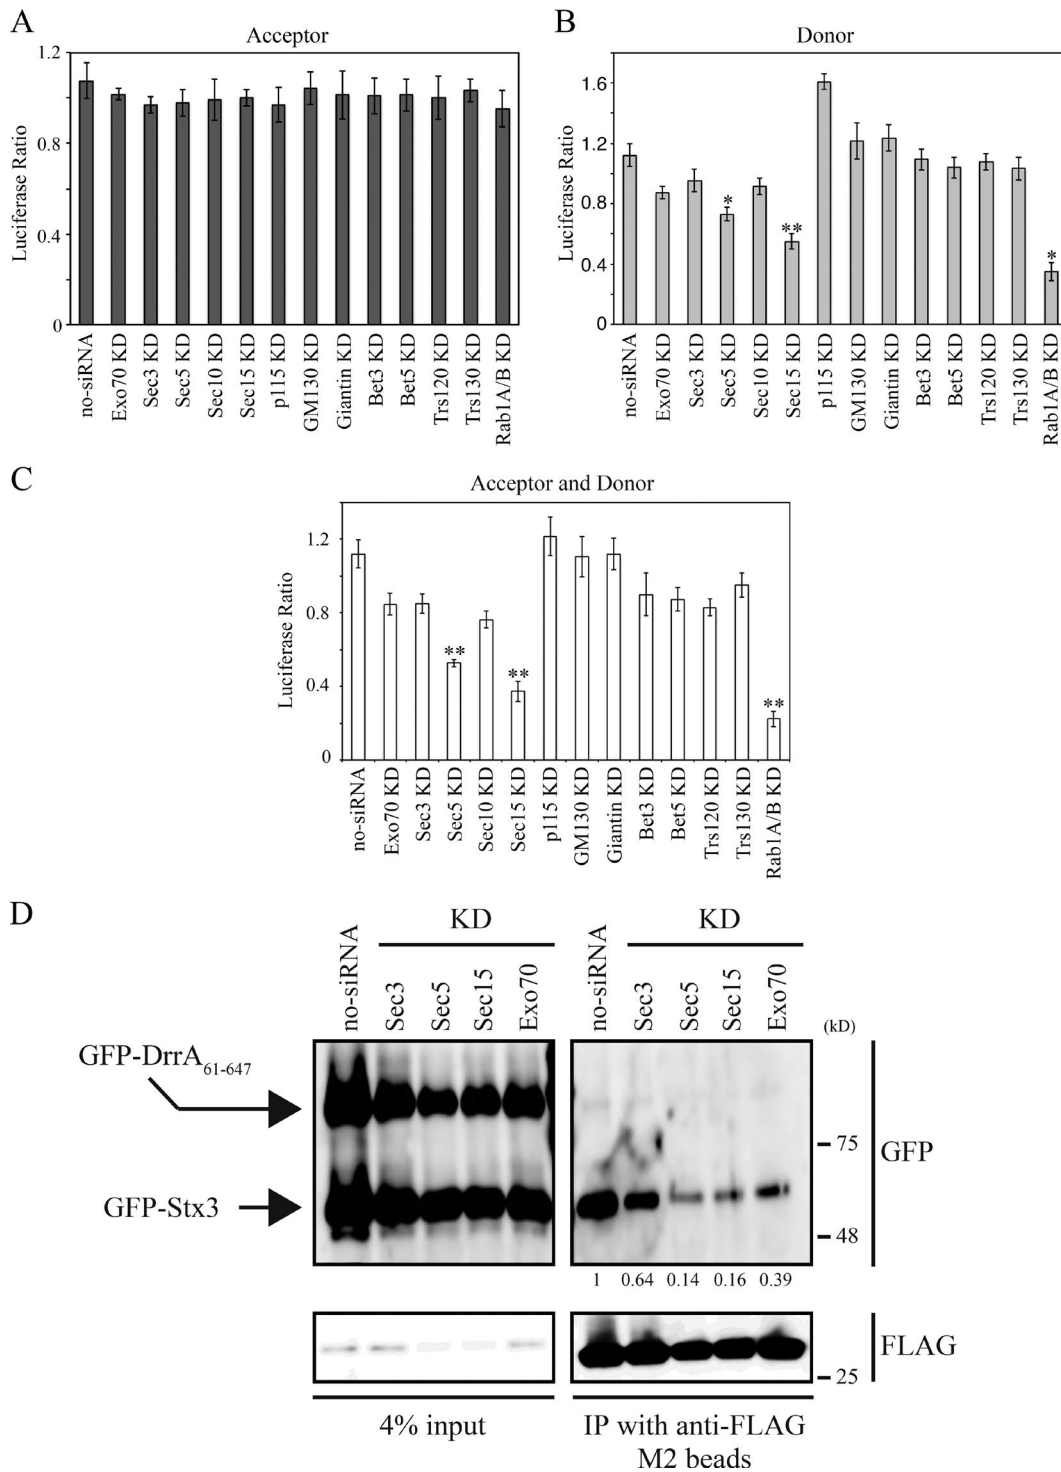 A
Acceptor
Luciferase Ratio
1.2
0.8
0.4
0
no-siRNA
Exo70 KD
Sec3 KD
Sec5 KD
Sec10 KD
Sec15 KD
p115 KD
GM130 KD
Giantin KD
Bet3 KD
Bet5 KD
Trs120 KD
Trs130 KD
Rab1A/B KD
B
Donor
Luciferase Ratio
1.6
1.2
0.8
0.4
0
*
**
*
no-siRNA
Exo70 KD
Sec3 KD
Sec5 KD
Sec10 KD
Sec15 KD
p115 KD
GM130 KD
Giantin KD
Bet3 KD
Bet5 KD
Trs120 KD
Trs130 KD
Rab1A/B KD
C
Acceptor and Donor
Luciferase Ratio
1.2
0.8
0.4
0
**
**
**
no-siRNA
Exo70 KD
Sec3 KD
Sec5 KD
Sec10 KD
Sec15 KD
p115 KD
GM130 KD
Giantin KD
Bet3 KD
Bet5 KD
Trs120 KD
Trs130 KD
Rab1A/B KD
D
KD
no-siRNA
Sec3
Sec5
Sec15
Exo70
KD
no-siRNA
Sec3
Sec5
Sec15
Exo70
(kD)
GFP-DrrA61-647
GFP-Stx3
75
48
GFP
1 0.64 0.14 0.16 0.39
FLAG
25
4% input
IP with anti-FLAG
M2 beads